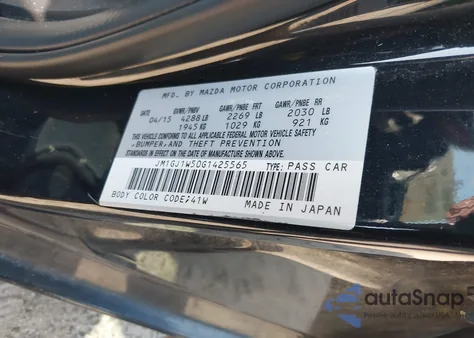 MFD. BY MAZDA MOTOR CORPORATION
GVWR/PNBV GAWR/PNBE FRT GAWR/PNBE RR
04/15 4288 LB 2269 LB 2030 LB
1945 KG 1029 KG 921 KG
THIS VEHICLE CONFORMS TO ALL
APPLICABLE FEDERAL MOTOR VEHICLE SAFETY
BUMPER, AND THEFT PREVENTION
STANDARDS IN EFFECT ON THE
DATE OF MANUFACTURE SHOWN ABOVE.
JM1GJ1W50G1425565 TYPE: PASS CAR
BODY COLOR CODE: 41W MADE IN JAPAN
autaSnap